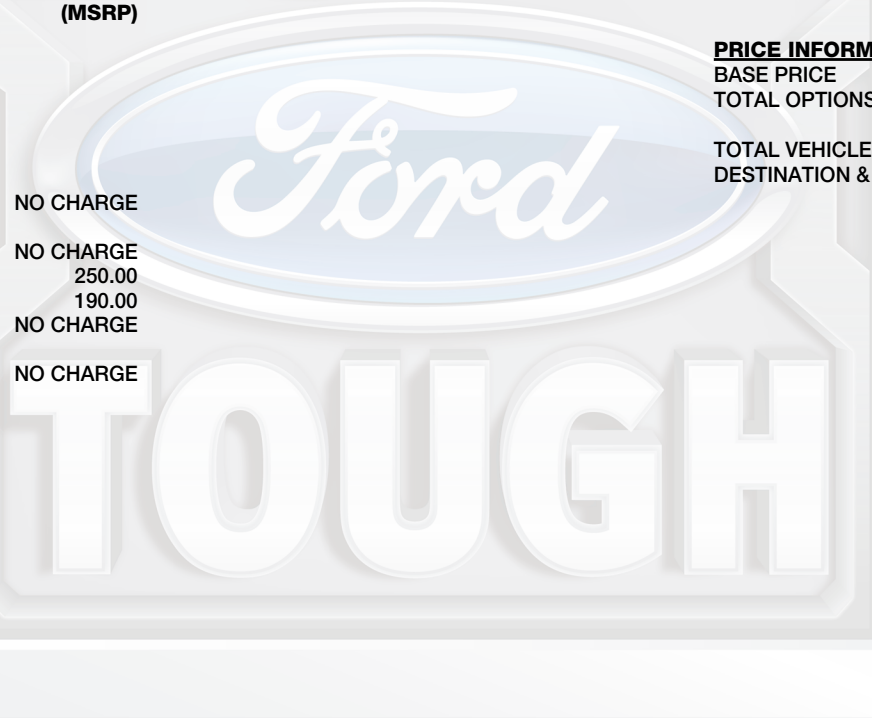 (MSRP)
NO CHARGE
NO CHARGE
250.00
190.00
NO CHARGE
NO CHARGE
PRICE INFORM
BASE PRICE
TOTAL OPTIONS
TOTAL VEHICLE
DESTINATION &
Ford
TOUGH